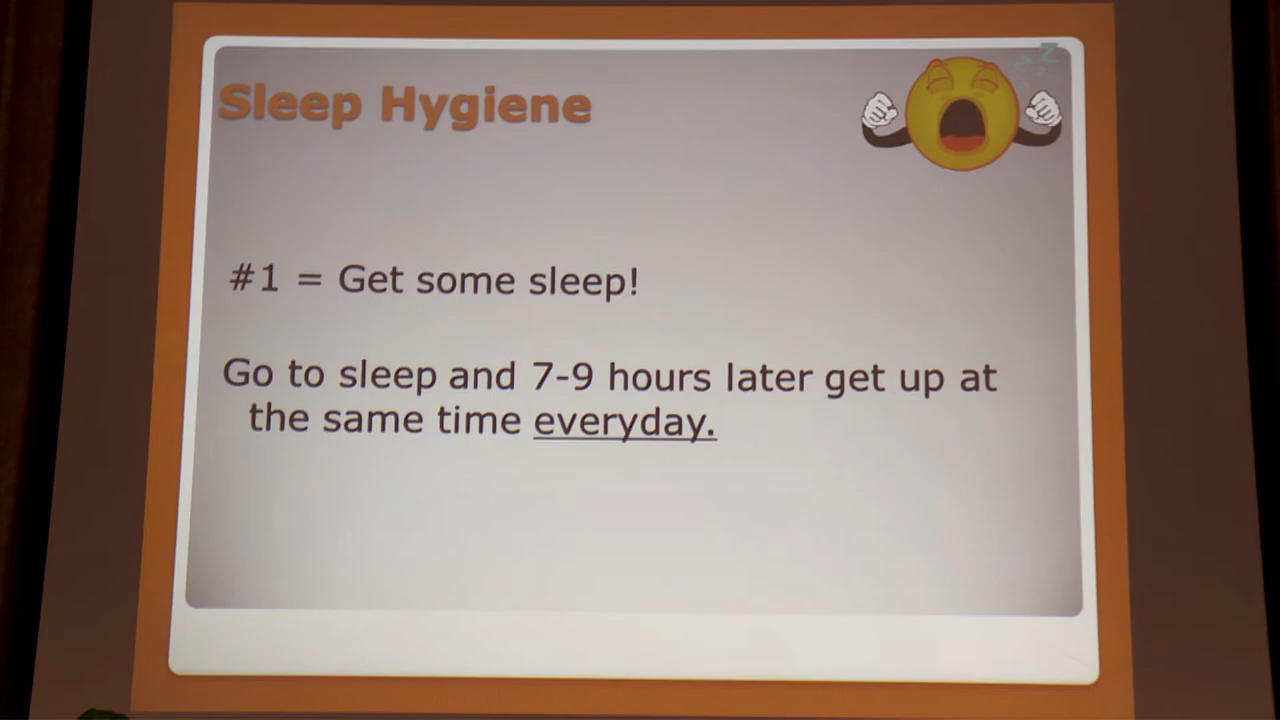 Sleep Hygiene
#1 = Get some sleep!
Go to sleep and 7-9 hours later get up at
the same time everyday.